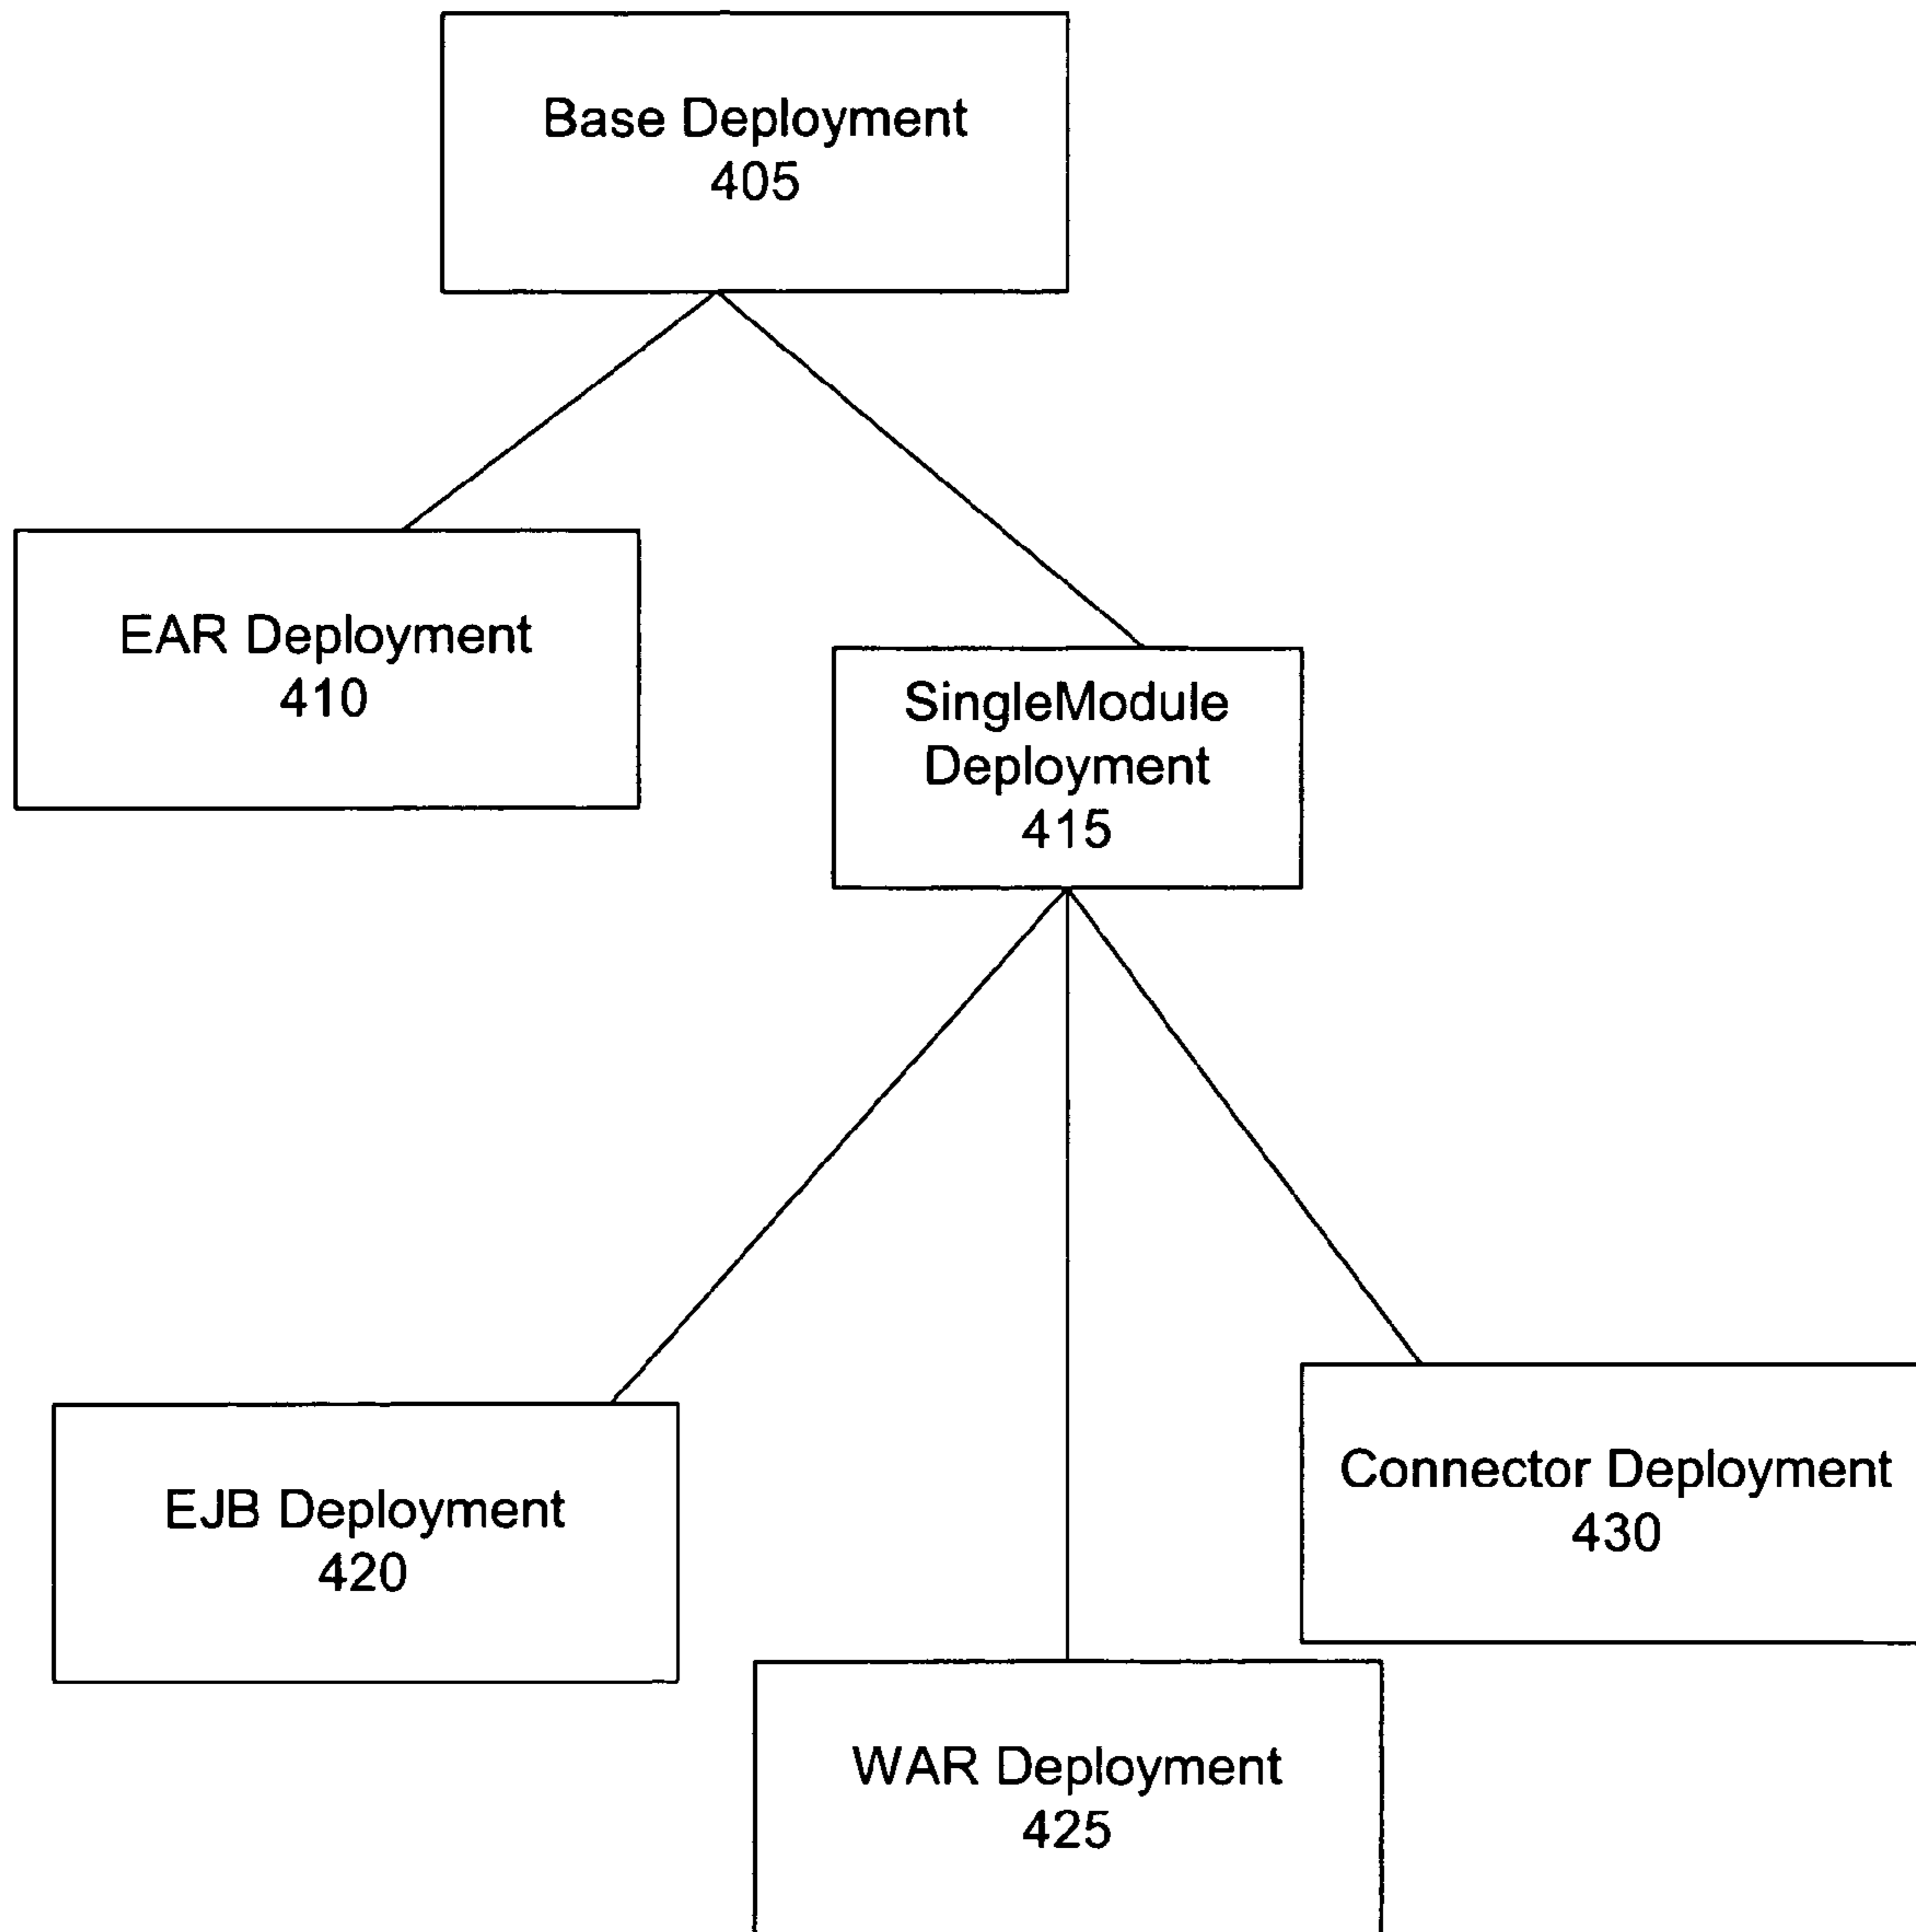 Base Deployment
405
EAR Deployment
410
SingleModule
Deployment
415
EJB Deployment
420
Connector Deployment
430
WAR Deployment
425